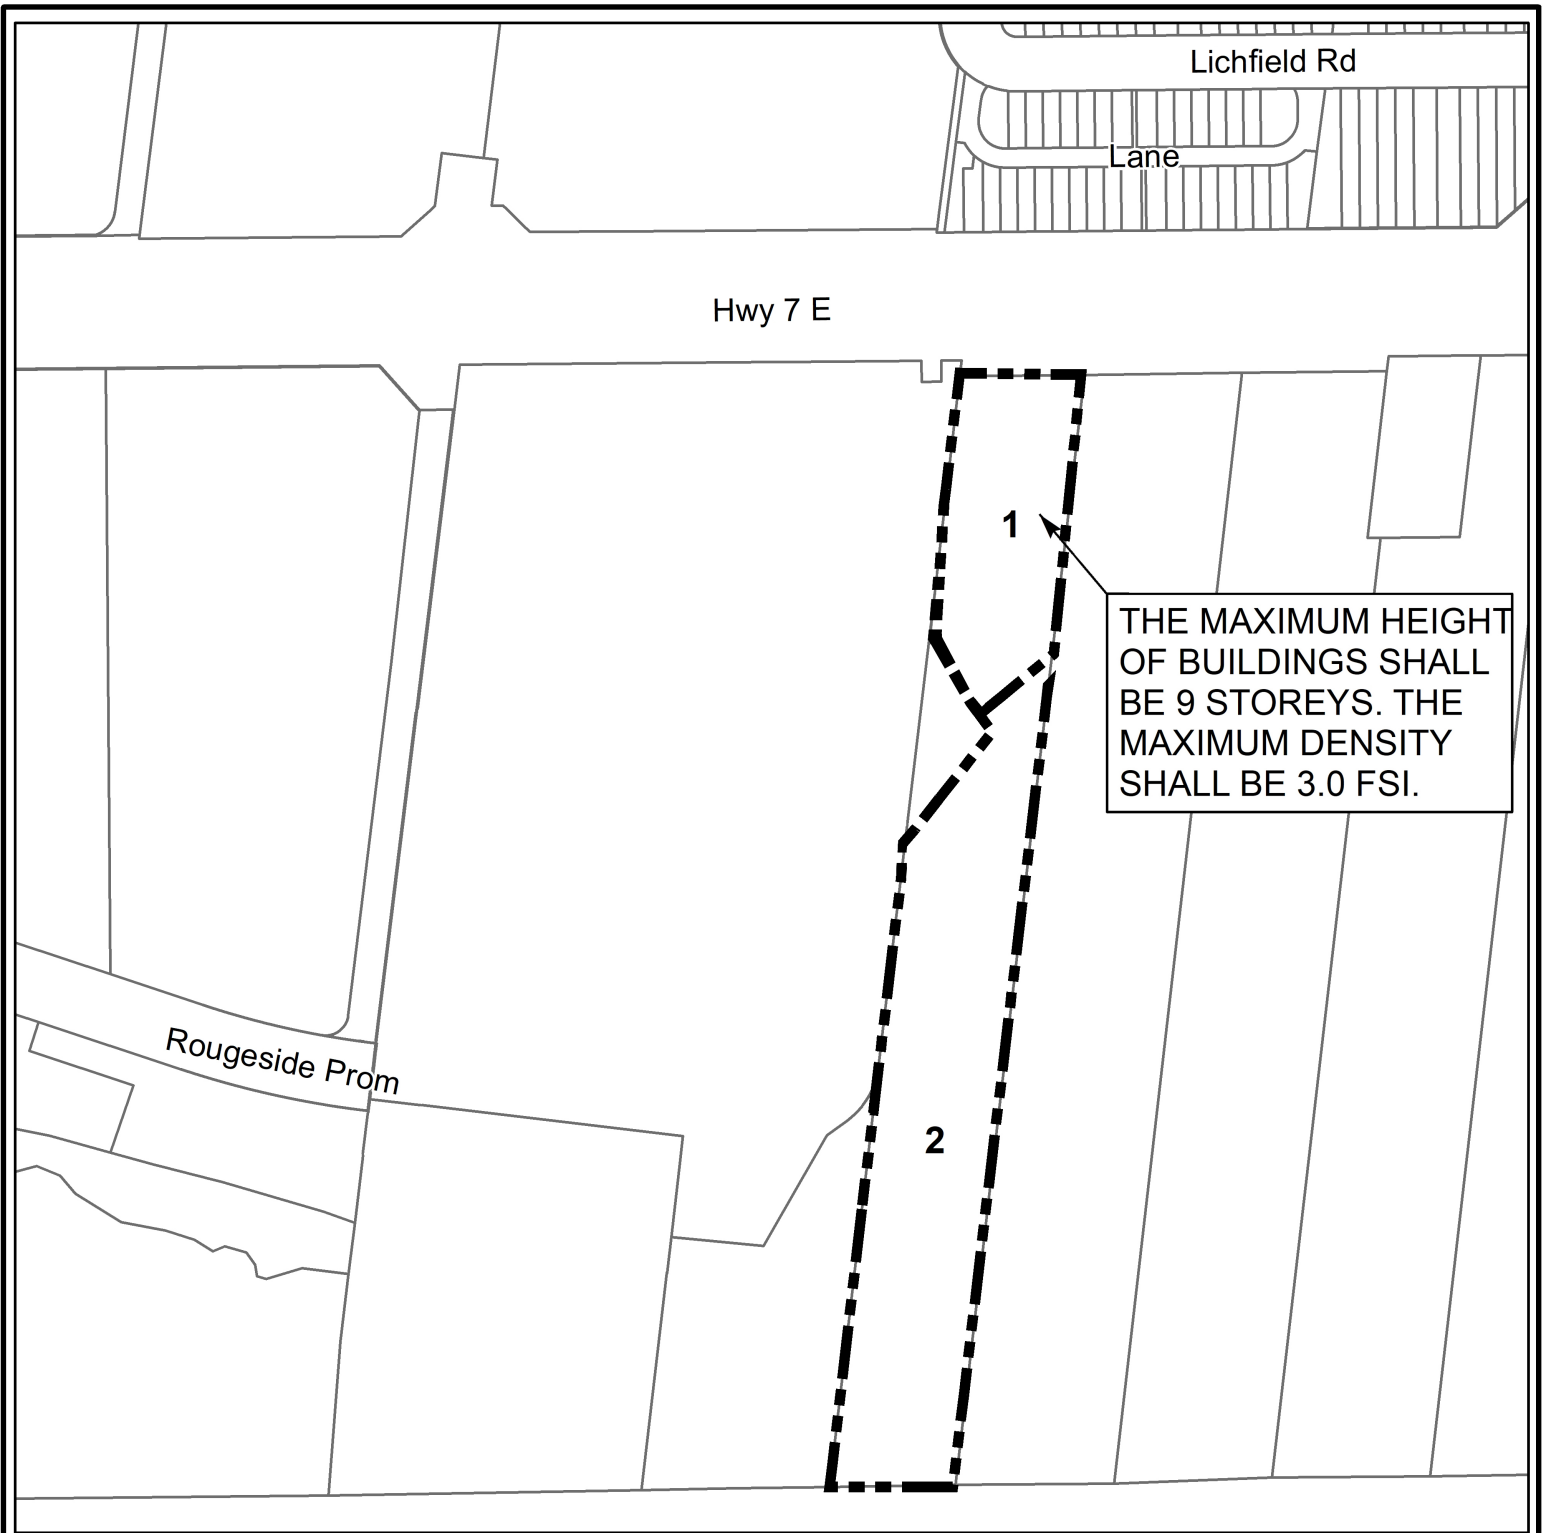 Lichfield Rd
Lane
Hwy 7 E
1
THE MAXIMUM HEIGHT
OF BUILDINGS SHALL
BE 9 STOREYS. THE
MAXIMUM DENSITY
SHALL BE 3.0 FSI.
Rougeside Prom
2